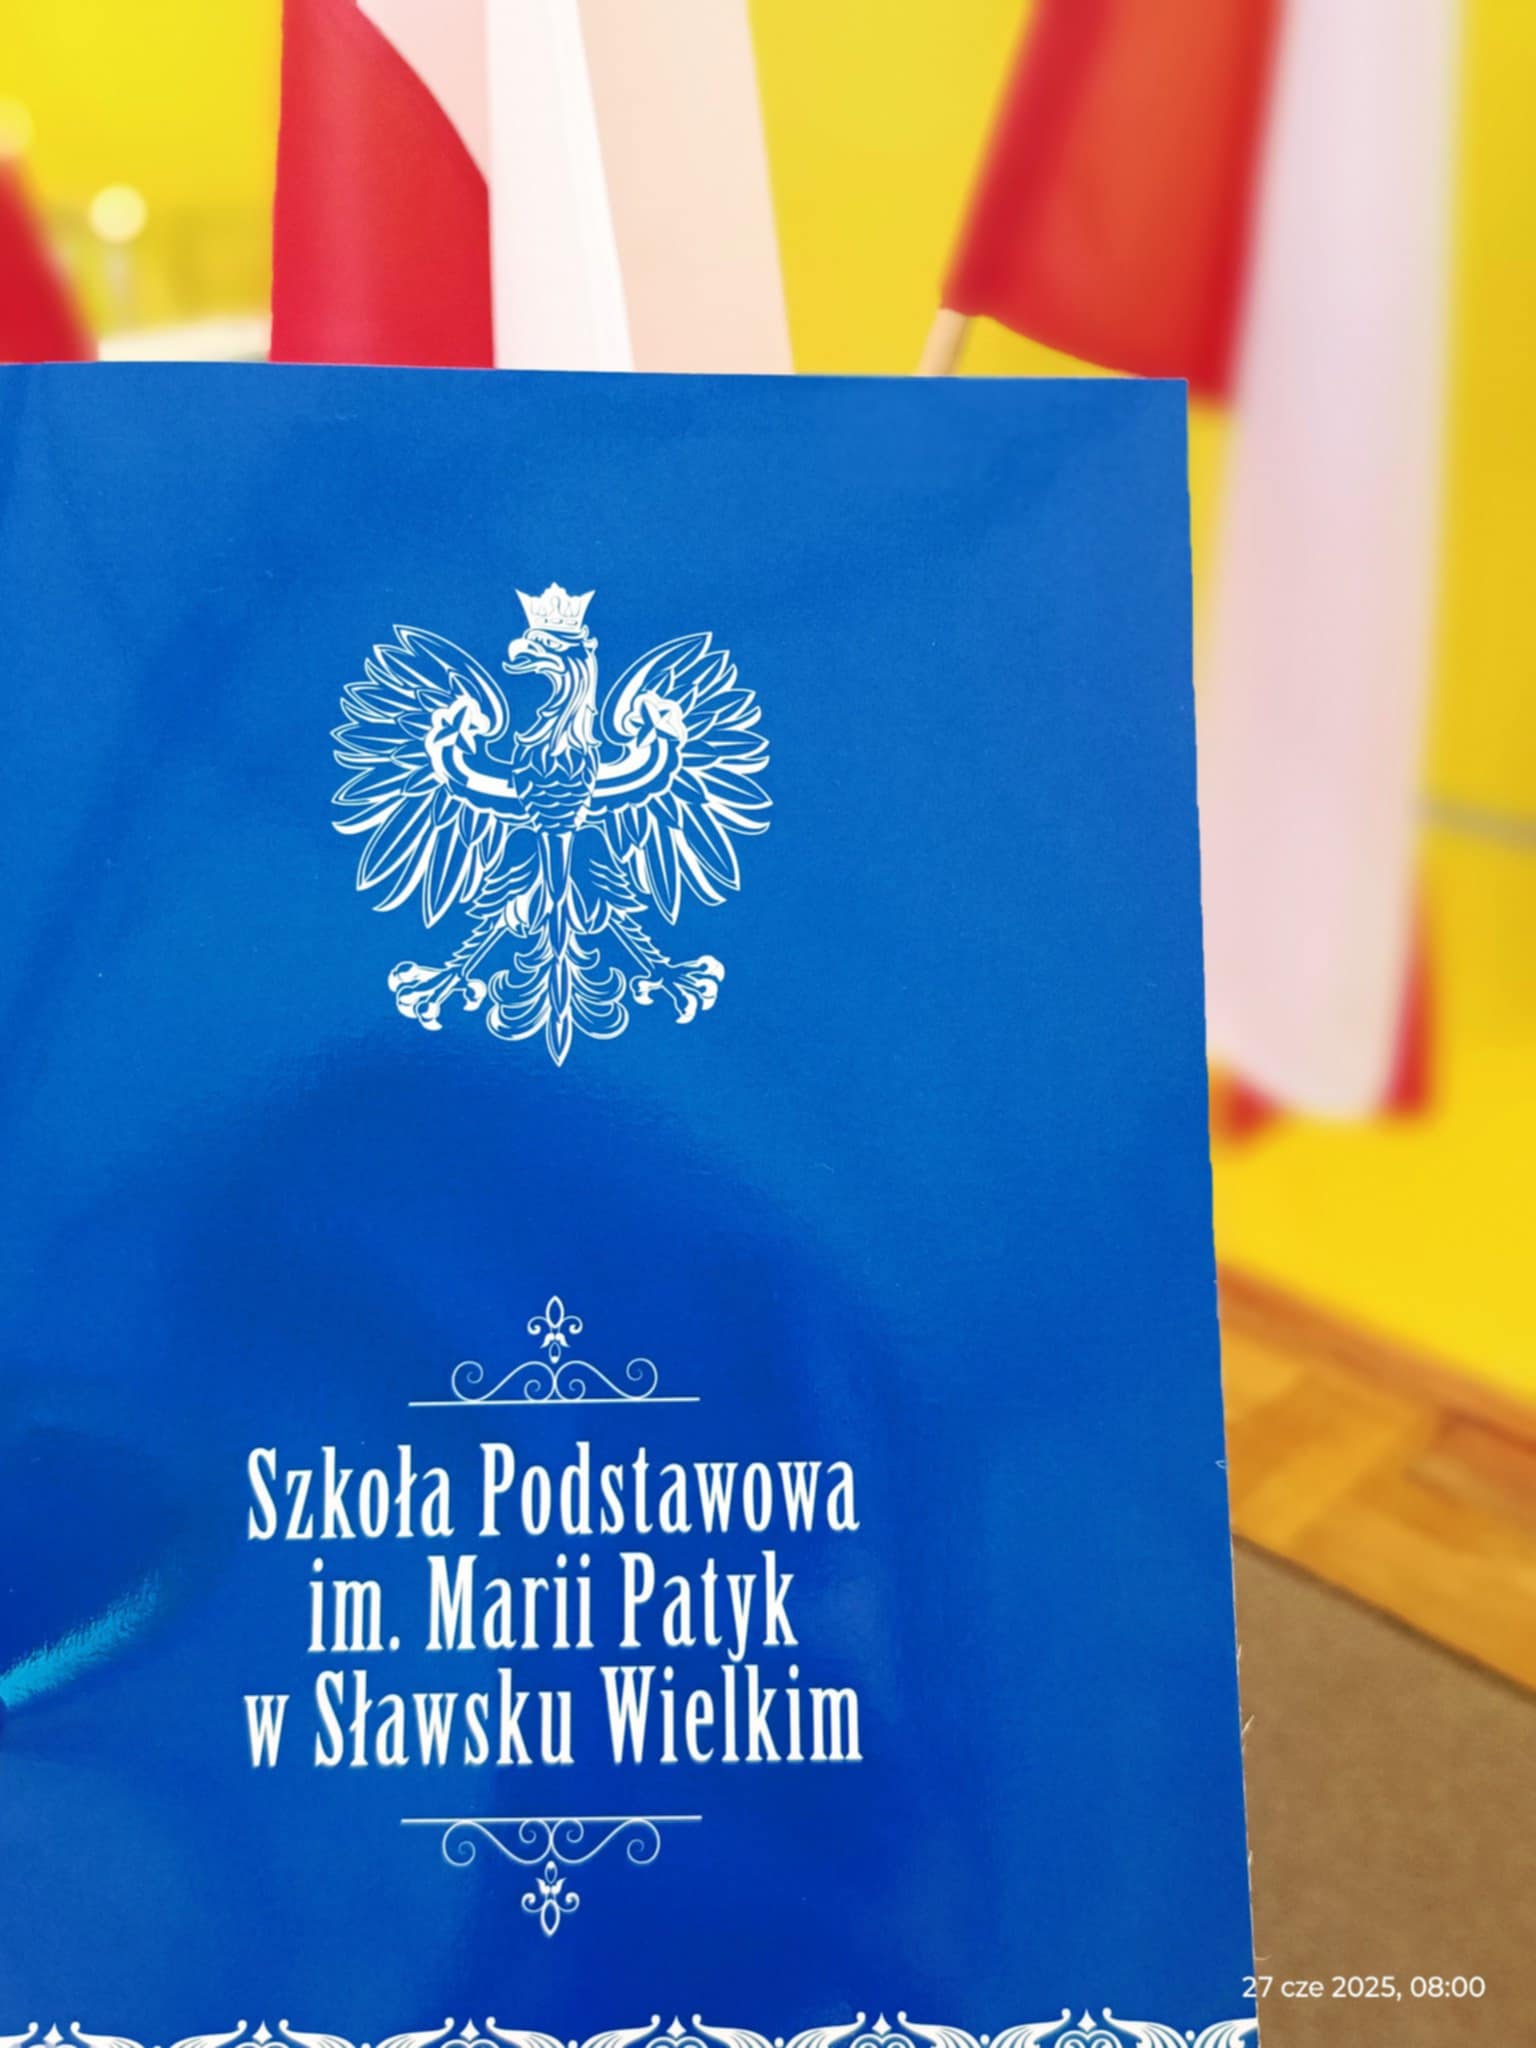 Szkoła Podstawowa
im. Marii Patyk
w Sławsku Wielkim
27 cze 2025, 08:00